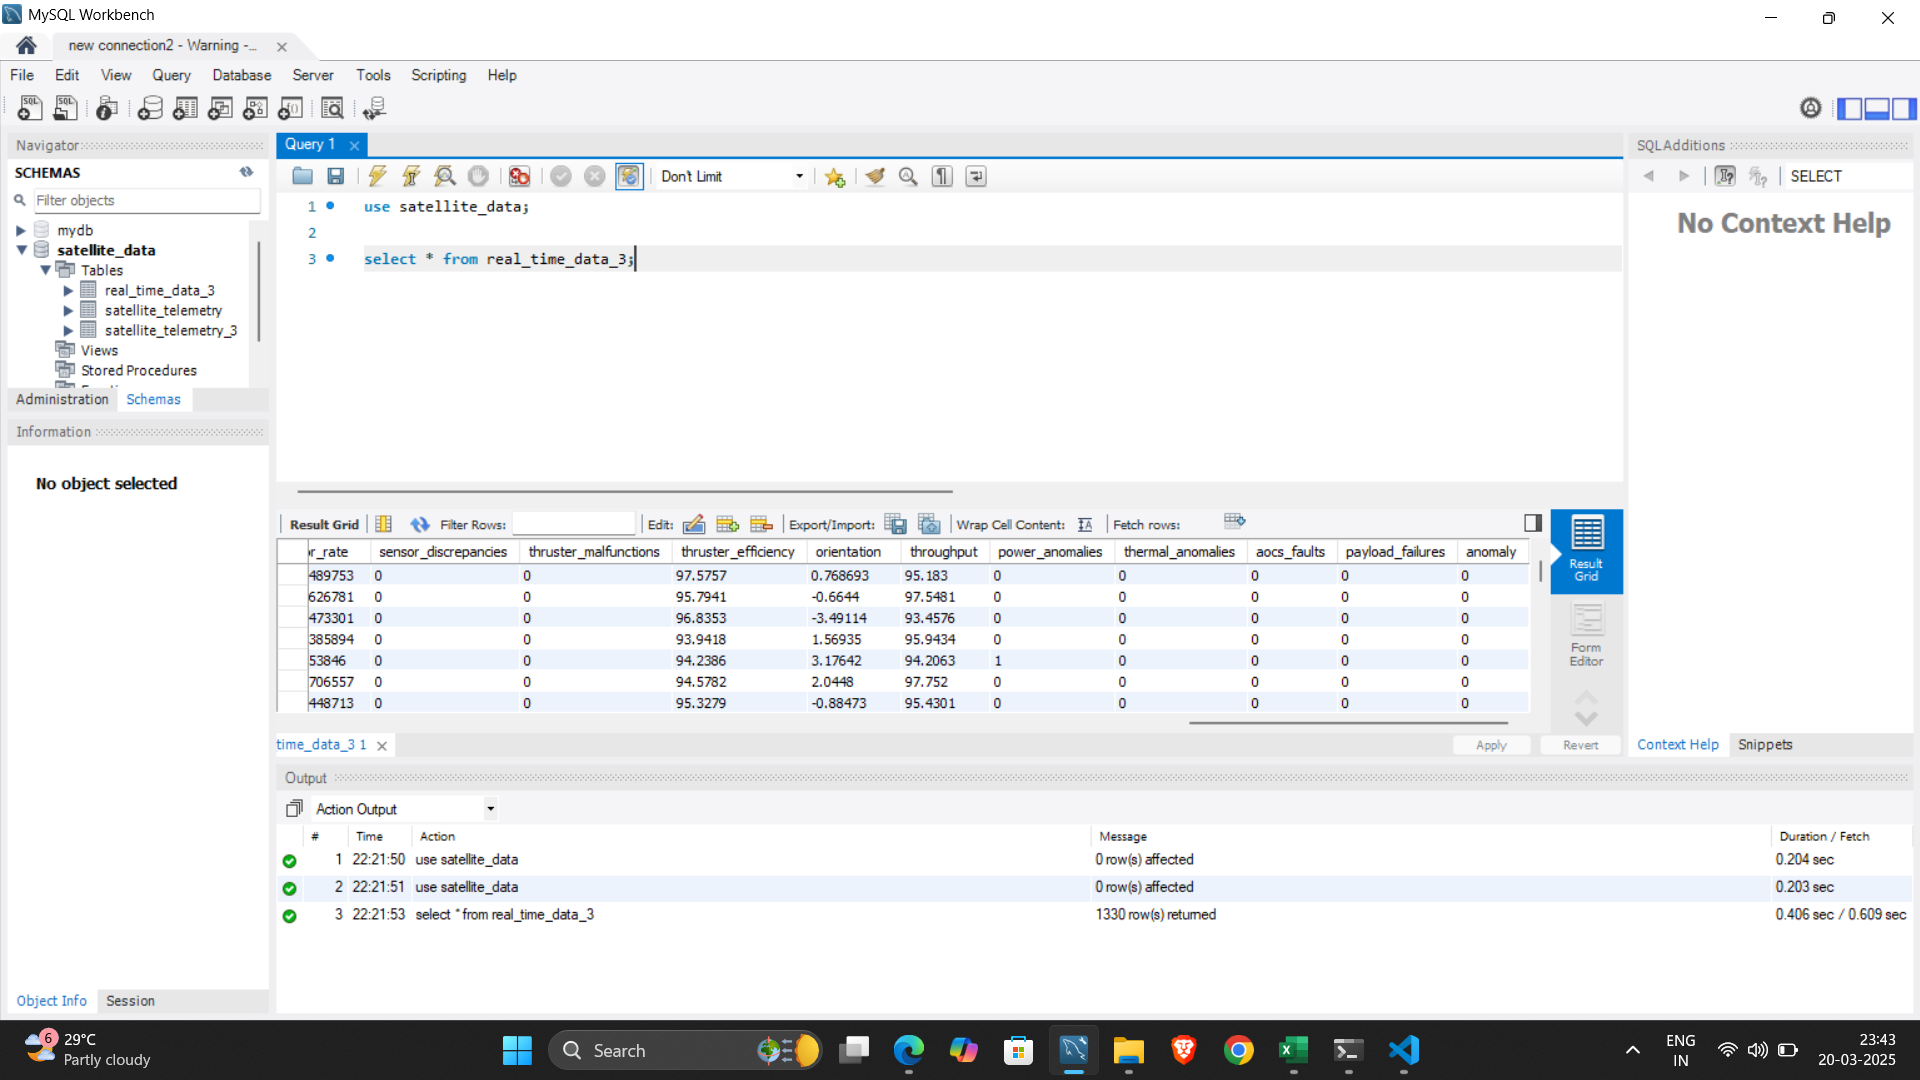 MySQL Workbench
new connection2 - Warning -...
File Edit View Query Database Server Tools Scripting Help
Navigator
SCHEMAS
Filter objects
mydb
satellite_data
Tables
real_time_data_3
satellite_telemetry
satellite_telemetry_3
Views
Stored Procedures
Administration Schemas
Information
No object selected
Object Info Session
Query 1
Don't Limit
1 use satellite_data;
2
3 select * from real_time_data_3;
Result Grid Filter Rows: Edit: Export/Import: Wrap Cell Content: Fetch rows:
or_rate sensor_discrepancies thruster_malfunctions thruster_efficiency orientation throughput power_anomalies thermal_anomalies aocs_faults payload_failures anomaly
489753 0 0 97.5757 0.768693 95.183 0 0 0 0 0
626781 0 0 95.7941 -0.6644 97.5481 0 0 0 0 0
473301 0 0 96.8353 -3.49114 93.4576 0 0 0 0 0
385894 0 0 93.9418 1.56935 95.9434 0 0 0 0 0
53846 0 0 94.2386 3.17642 94.2063 1 0 0 0 0
706557 0 0 94.5782 2.0448 97.752 0 0 0 0 0
448713 0 0 95.3279 -0.88473 95.4301 0 0 0 0 0
Result Grid
Form Editor
time_data_3 1
Apply Revert
SQLAdditions
SELECT
No Context Help
Context Help Snippets
Output
Action Output
# Time Action Message Duration / Fetch
1 22:21:50 use satellite_data 0 row(s) affected 0.204 sec
2 22:21:51 use satellite_data 0 row(s) affected 0.203 sec
3 22:21:53 select * from real_time_data_3 1330 row(s) returned 0.406 sec / 0.609 sec
6
29°C
Partly cloudy
Search
ENG
IN
23:43
20-03-2025